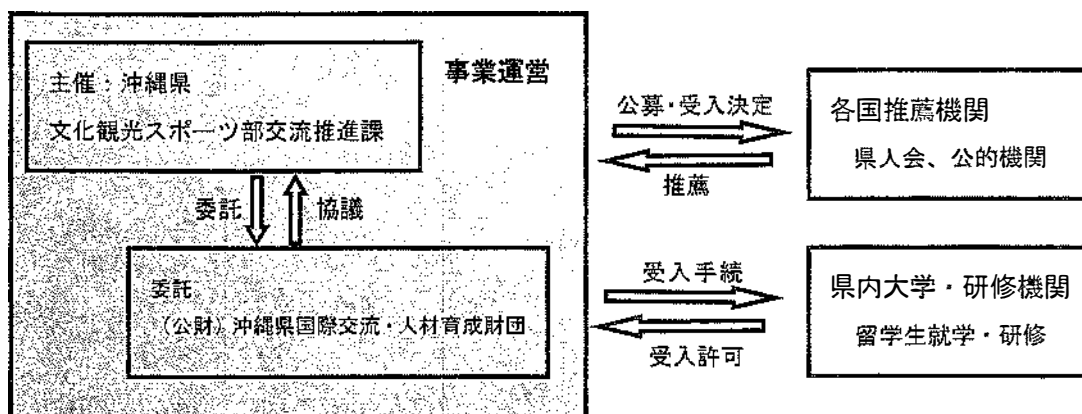 事業運営
主催：沖縄県
文化観光スポーツ部交流推進課
委託
協議
委託
（公財）沖縄県国際交流・人材育成財団
公募・受入決定
推薦
各国推薦機関
県人会、公的機関
受入手続
受入許可
県内大学・研修機関
留学生就学・研修